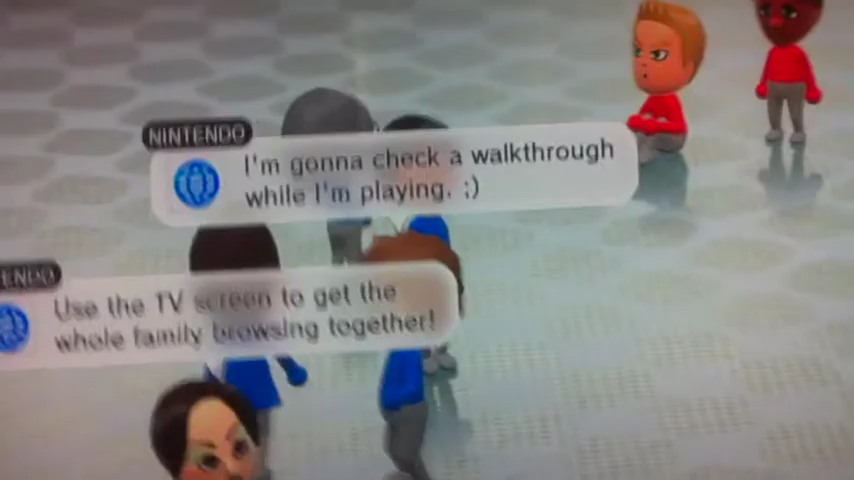 NINTENDO
I'm gonna check a walkthrough
while I'm playing. ;)
ENDO
Use the TV screen to get the
whole family browsing together!